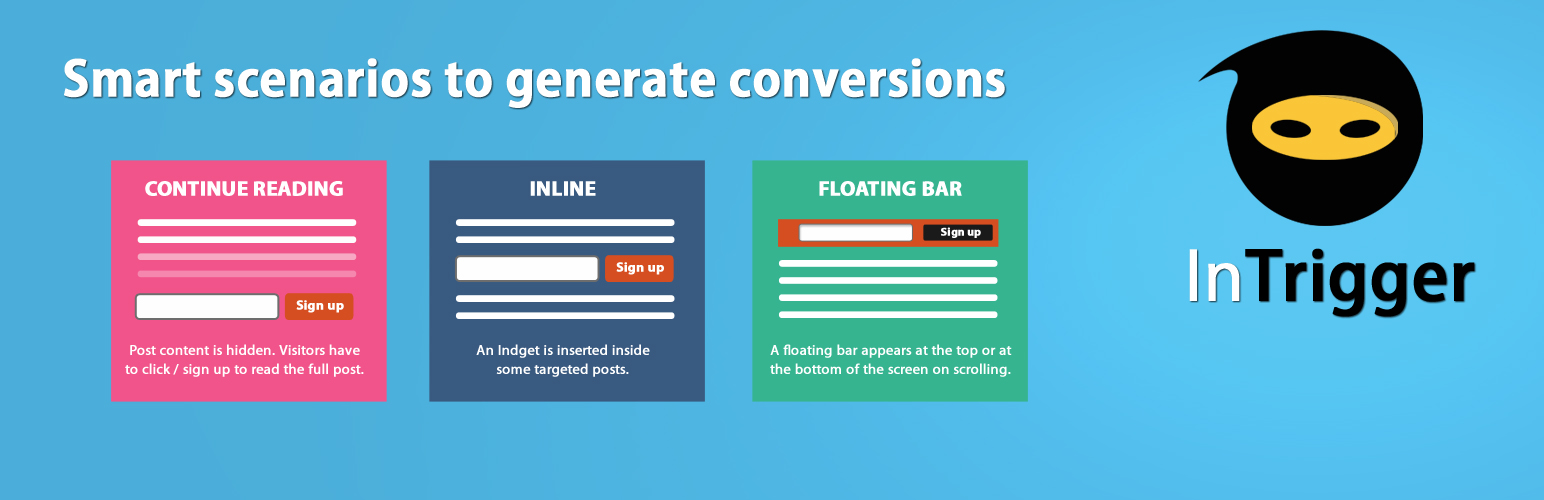 Smart scenarios to generate conversions
CONTINUE READING
Sign up
Post content is hidden. Visitors have
to click / sign up to read the full post.
INLINE
Sign up
An Indget is inserted inside
some targeted posts.
FLOATING BAR
Sign up
A floating bar appears at the top or at
the bottom of the screen on scrolling.
InTrigger